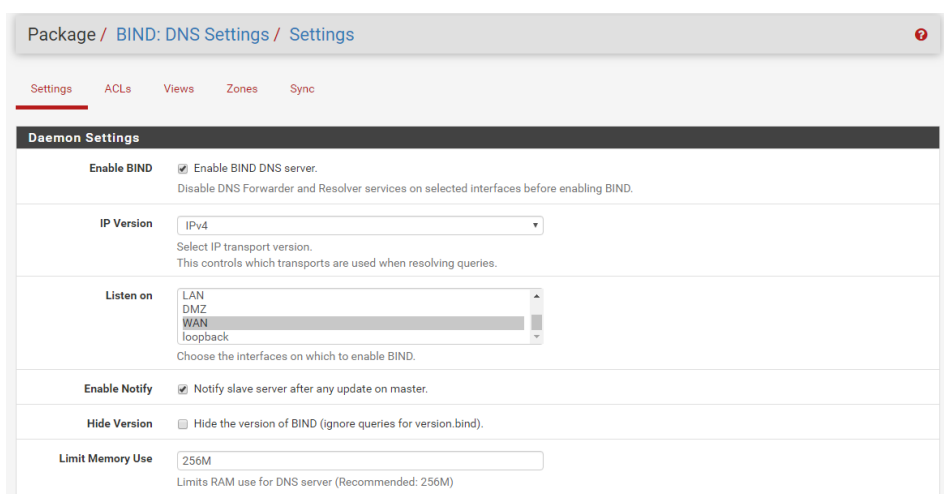 Package / BIND: DNS Settings / Settings
Settings ACLs Views Zones Sync
Daemon Settings
Enable BIND Enable BIND DNS server.
Disable DNS Forwarder and Resolver services on selected interfaces before enabling BIND.
IP Version IPv4
Select IP transport version.
This controls which transports are used when resolving queries.
Listen on LAN
DMZ
WAN
loopback
Choose the interfaces on which to enable BIND.
Enable Notify Notify slave server after any update on master.
Hide Version Hide the version of BIND (ignore queries for version.bind).
Limit Memory Use 256M
Limits RAM use for DNS server (Recommended: 256M)